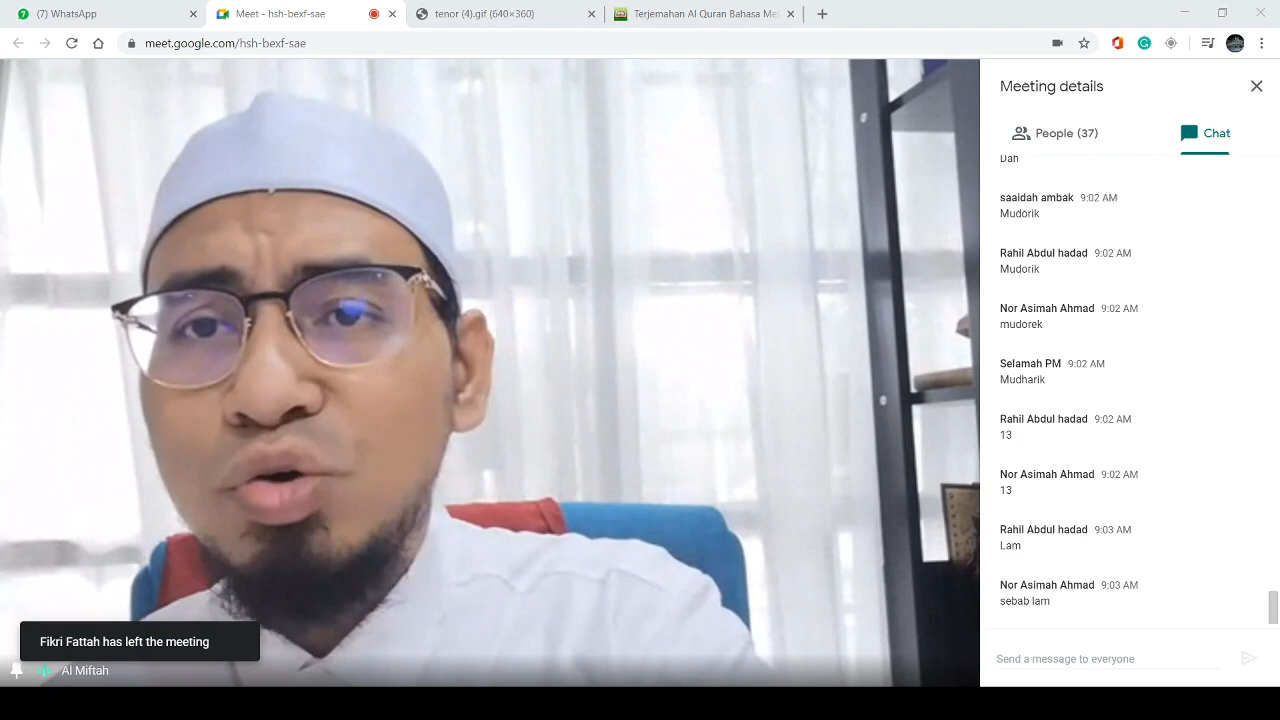 (7) WhatsApp
Meet - hsh-bexf-sae
tenor (4).gif (640×360)
Terjemahan Al Quran Bahasa Mel
meet.google.com/hsh-bexf-sae
Meeting details
People (37)
Chat
Dah
saaidah ambak 9:02 AM
Mudorik
Rahil Abdul hadad 9:02 AM
Mudorik
Nor Asimah Ahmad 9:02 AM
mudorek
Selamah PM 9:02 AM
Mudharik
Rahil Abdul hadad 9:02 AM
13
Nor Asimah Ahmad 9:02 AM
13
Rahil Abdul hadad 9:03 AM
Lam
Nor Asimah Ahmad 9:03 AM
sebab lam
Fikri Fattah has left the meeting
Al Miftah
Send a message to everyone